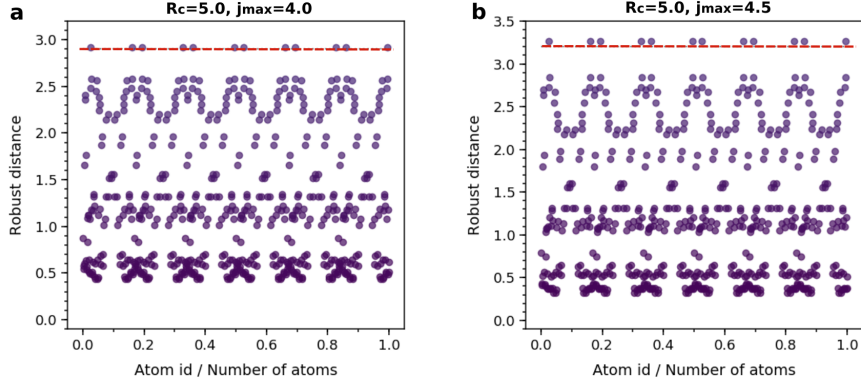 a
Rc=5.0, jmax=4.0
3.0
2.5
2.0
1.5
1.0
0.5
0.0
Robust distance
0.0 0.2 0.4 0.6 0.8 1.0
Atom id / Number of atoms
b
Rc=5.0, jmax=4.5
3.5
3.0
2.5
2.0
1.5
1.0
0.5
0.0
Robust distance
0.0 0.2 0.4 0.6 0.8 1.0
Atom id / Number of atoms